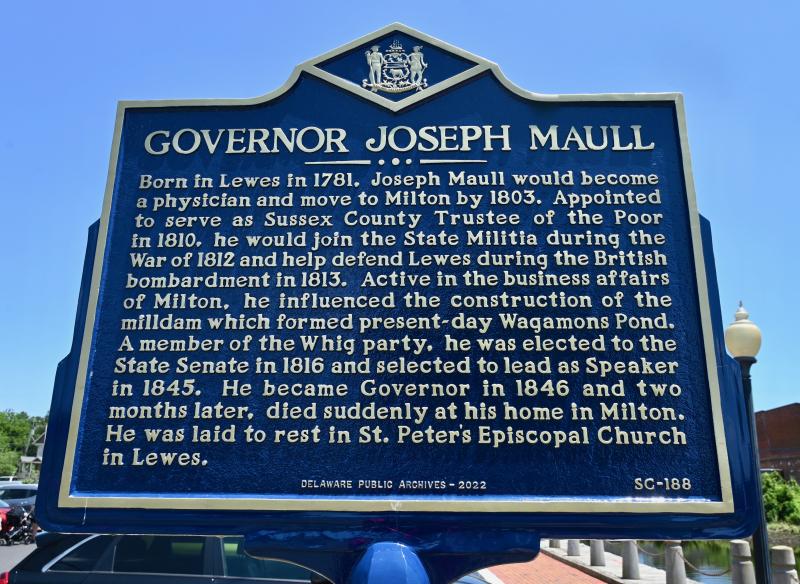 GOVERNOR JOSEPH MAULL
Born in Lewes in 1781, Joseph Maull would become
a physician and move to Milton by 1803. Appointed
to serve as Sussex County Trustee of the Poor
in 1810, he would join the State Militia during the
War of 1812 and help defend Lewes during the British
bombardment in 1813. Active in the business affairs
of Milton, he influenced the construction of the
milldam which formed present-day Wagamons Pond.
A member of the Whig party, he was elected to the
State Senate in 1816 and selected to lead as Speaker
in 1845. He became Governor in 1846 and two
months later, died suddenly at his home in Milton.
He was laid to rest in St. Peter's Episcopal Church
in Lewes.
DELAWARE PUBLIC ARCHIVES - 2022
SC-188